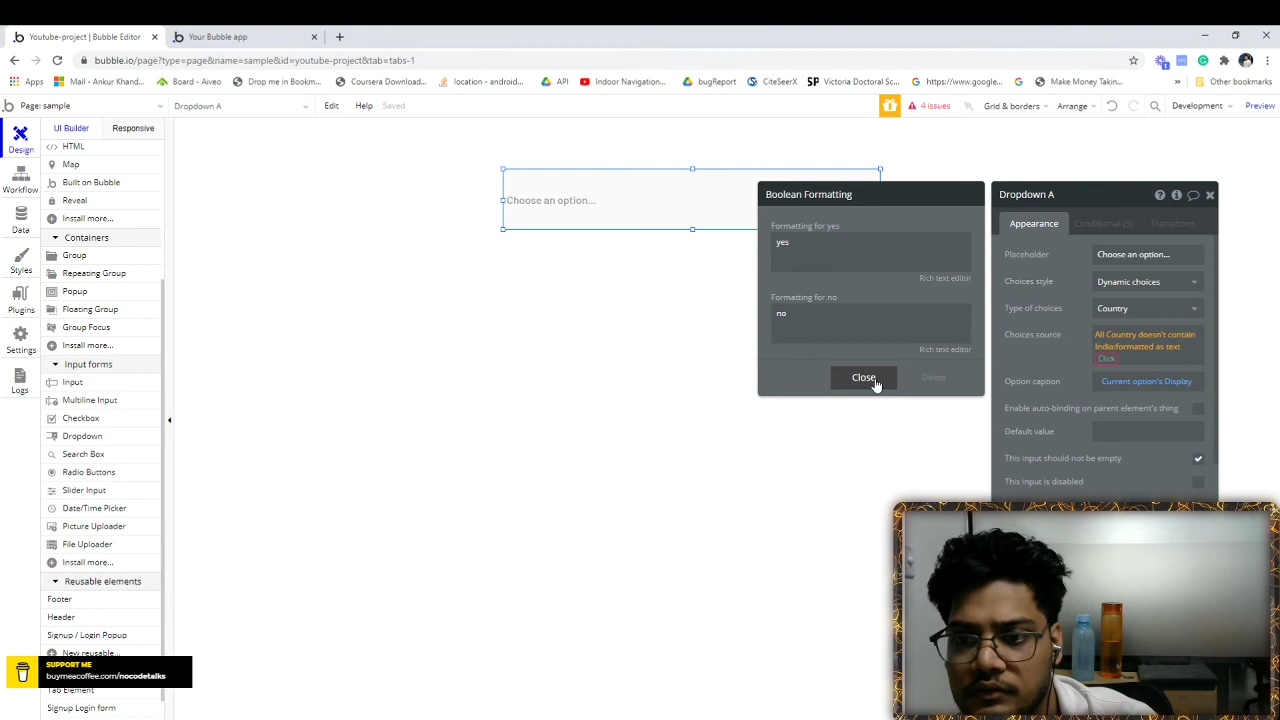 Youtube-project | Bubble Editor
Your Bubble app
bubble.io/page?type=page&name=sample&id=youtube-project&tab=tabs-1
Apps
Mail - Ankur Khand...
Board - Aiveo
Drop me in Bookm...
Coursera Download...
location - android...
API
Indoor Navigation...
bugReport
CiteSeerX
SP Victoria Doctoral Sc...
https://www.google...
Make Money Takin...
»
Other bookmarks
Page: sample
Dropdown A
Edit
Help
Saved
4 issues
Grid & borders
Arrange
Development
Preview
Design
Workflow
Data
Styles
Plugins
Settings
Logs
UI Builder
Responsive
</> HTML
Map
Built on Bubble
Reveal
Install more...
Containers
Group
Repeating Group
Popup
Floating Group
Group Focus
Install more...
Input forms
Input
Multiline Input
Checkbox
Dropdown
Search Box
Radio Buttons
Slider Input
Date/Time Picker
Picture Uploader
File Uploader
Install more...
Reusable elements
Footer
Header
Signup / Login Popup
New reusable...
Tab Element
Signup Login form
SUPPORT ME
buymeacoffee.com/nocodetalks
Choose an option...
Boolean Formatting
Formatting for yes
yes
Rich text editor
Formatting for no
no
Rich text editor
Close
Delete
Dropdown A
Appearance
Conditional (3)
Transitions
Placeholder
Choose an option...
Choices style
Dynamic choices
Type of choices
Country
Choices source
All Country doesn't contain
India:formatted as text
Click
Option caption
Current option's Display
Enable auto-binding on parent element's thing
Default value
This input should not be empty
This input is disabled